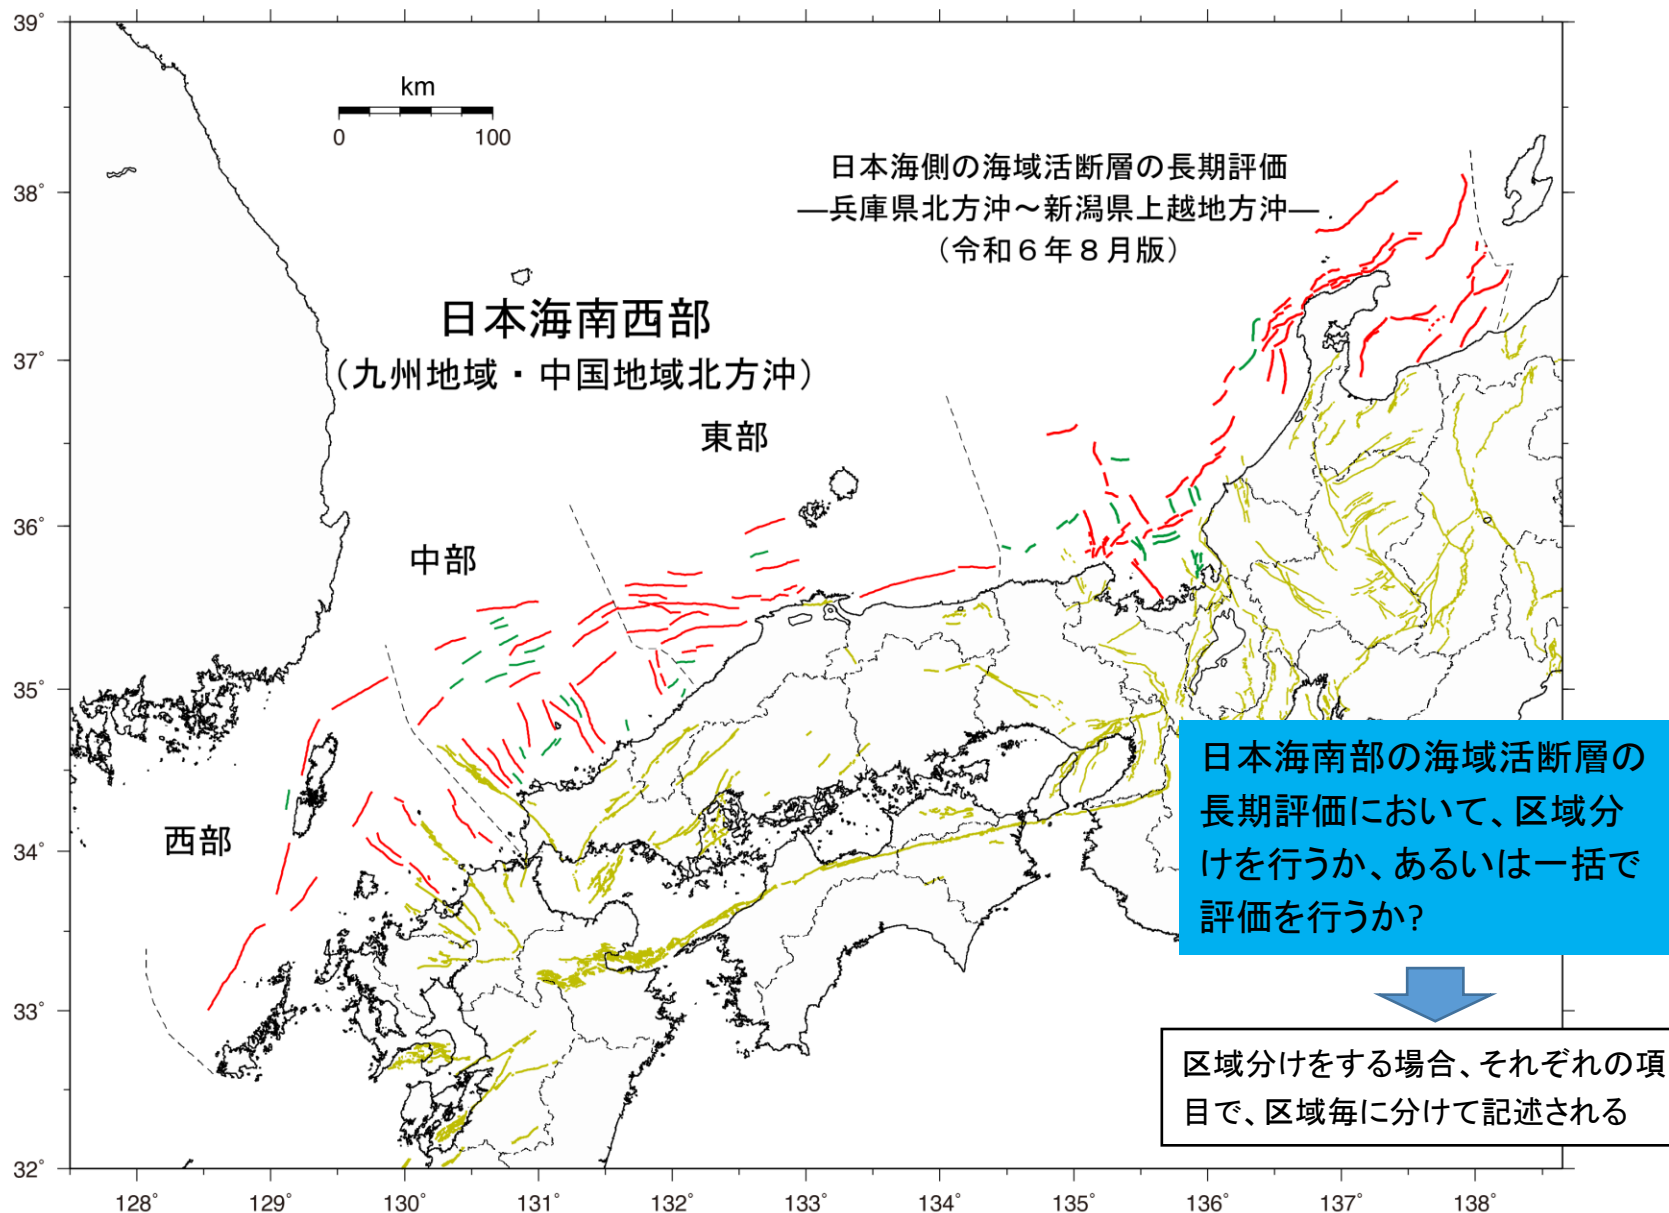 39°
38°
37°
36°
35°
34°
33°
32°
km
0 100
日本海側の海域活断層の長期評価
―兵庫県北方沖～新潟県上越地方沖―
（令和６年８月版）
日本海南西部
（九州地域・中国地域北方沖）
東部
中部
西部
日本海南部の海域活断層の
長期評価において、区域分
けを行うか、あるいは一括で
評価を行うか?
区域分けをする場合、それぞれの項
目で、区域毎に分けて記述される
128° 129° 130° 131° 132° 133° 134° 135° 136° 137° 138°